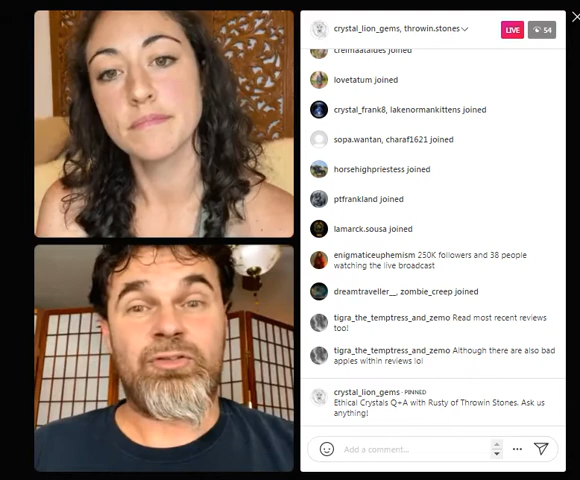 crystal_lion_gems, throwin.stones
LIVE
54
crelmaataides joined
lovetatum joined
crystal_frank8, lakenormankittens joined
sopa.wantan, charaf1621 joined
horsehighpriestess joined
ptfrankland joined
lamarck.sousa joined
enigmaticeuphemism 250K followers and 38 people
watching the live broadcast
dreamtraveller__, zombie_creep joined
tigra_the_temptress_and_zemo Read most recent reviews
too!
tigra_the_temptress_and_zemo Although there are also bad
apples within reviews lol
crystal_lion_gems · PINNED
Ethical Crystals Q+A with Rusty of Throwin Stones. Ask us
anything!
Add a comment...